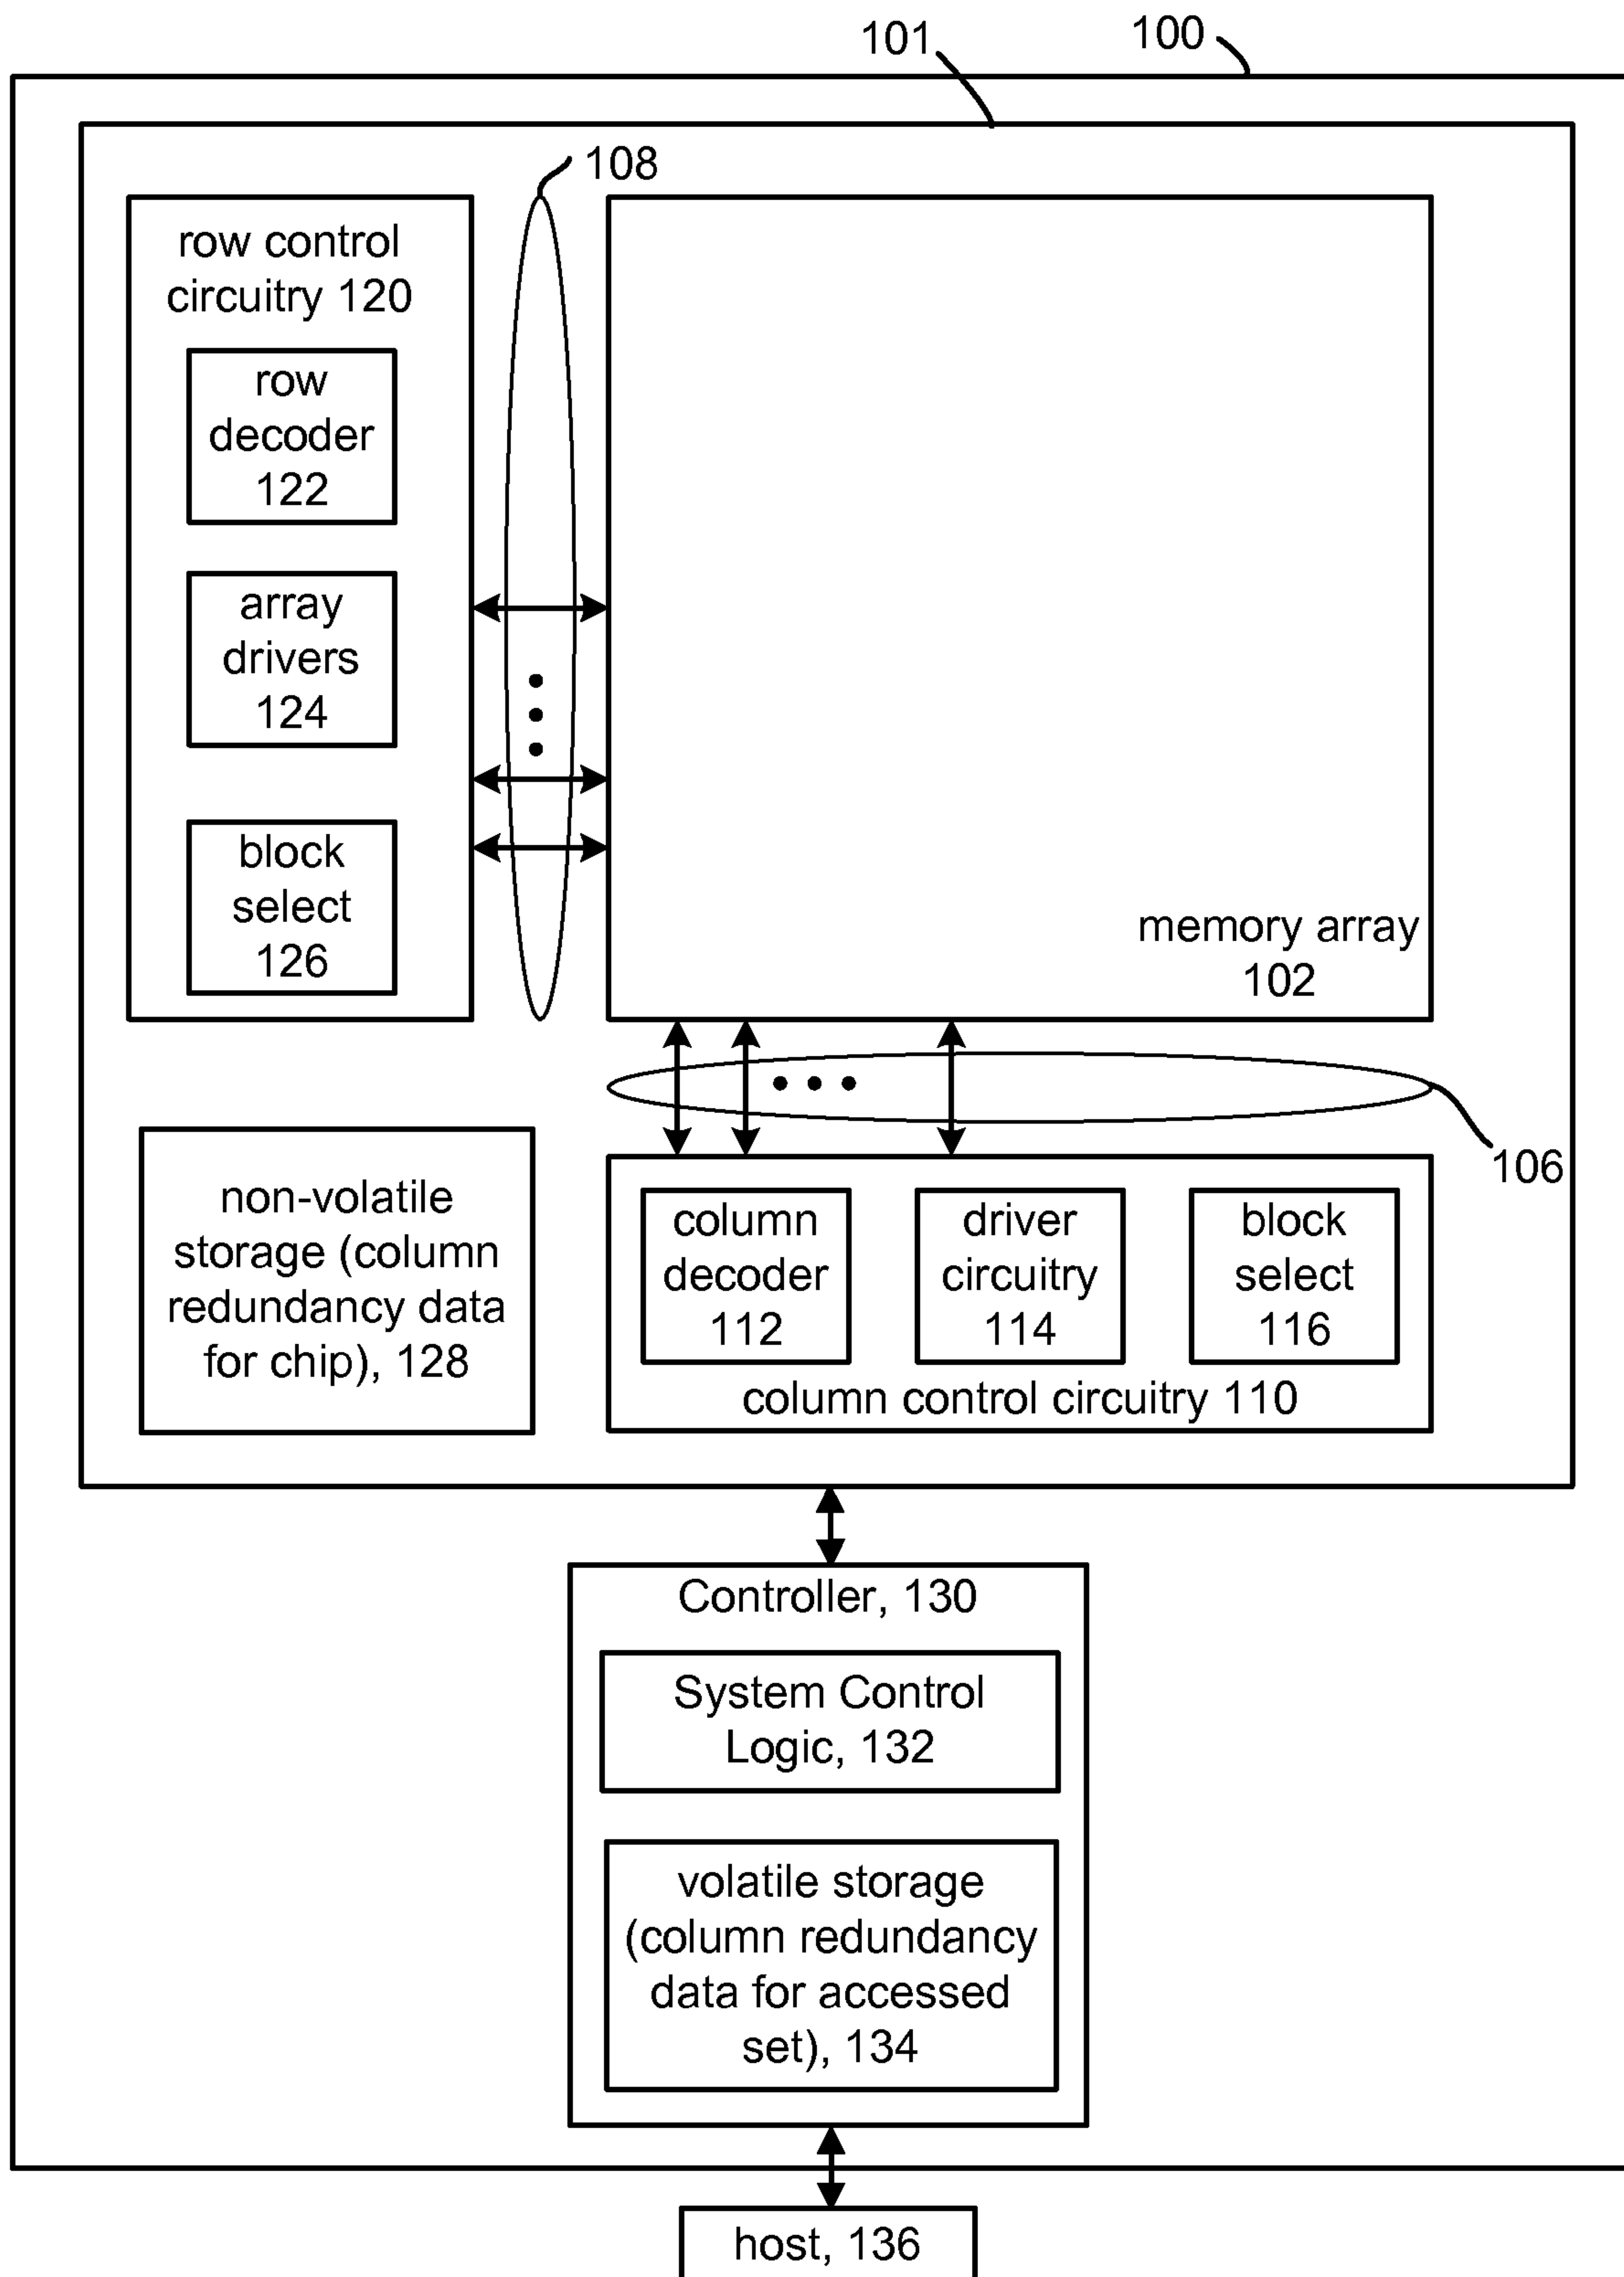 101
100
108
row control
circuitry 120
row
decoder
122
array
drivers
124
block
select
126
memory array
102
106
non-volatile
storage (column
redundancy data
for chip), 128
column
decoder
112
driver
circuitry
114
block
select
116
column control circuitry 110
Controller, 130
System Control
Logic, 132
volatile storage
(column redundancy
data for accessed
set), 134
host, 136